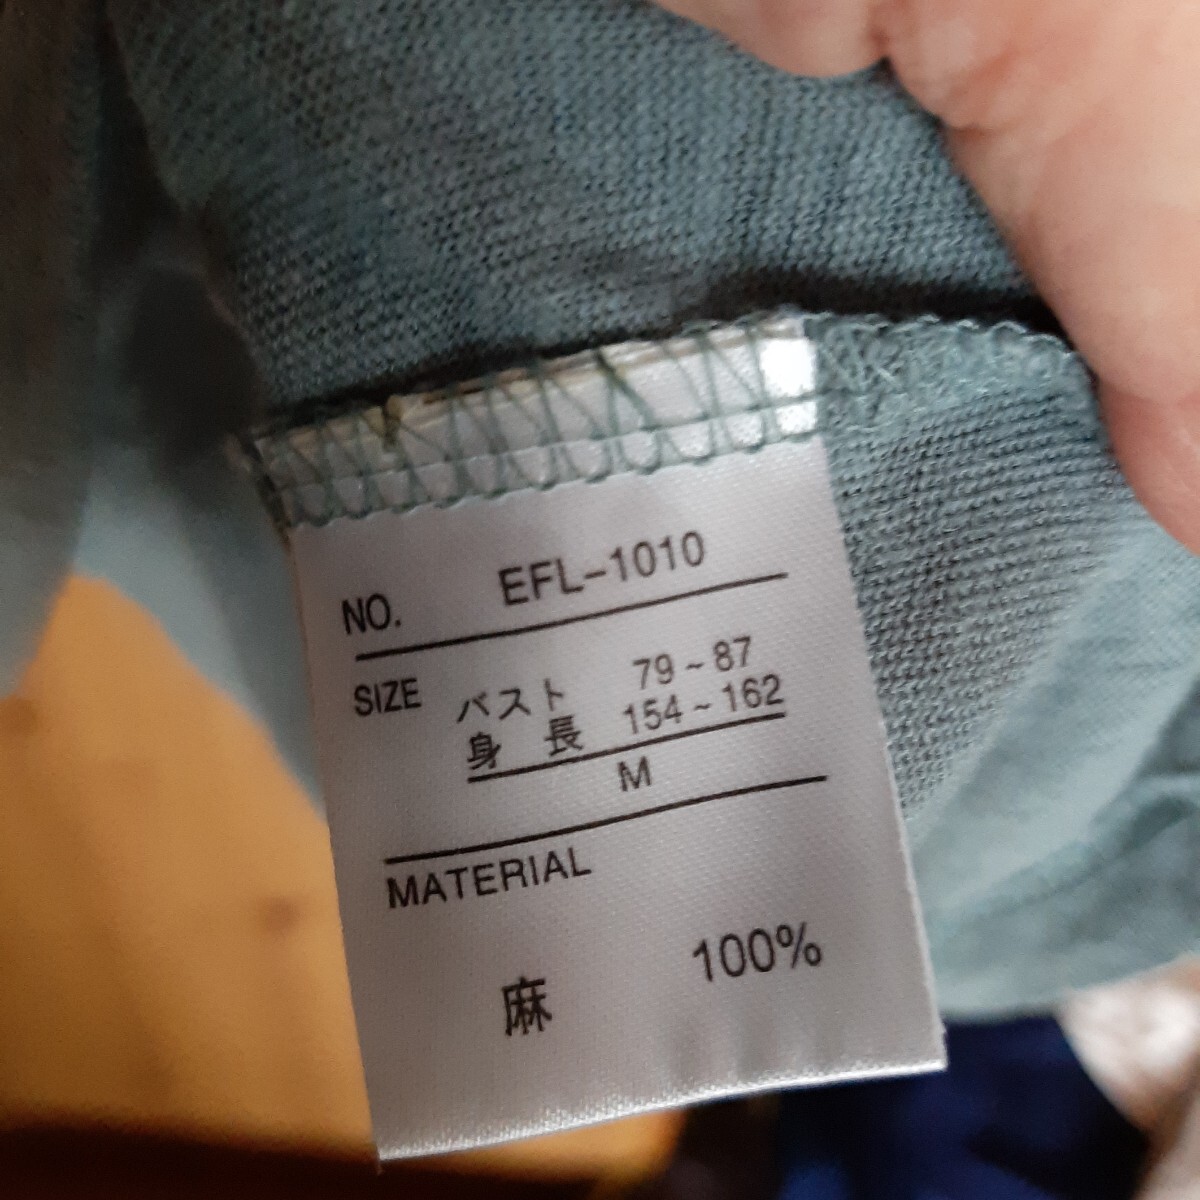 NO. EFL-1010
SIZE バスト 79~87
身 長 154~162
M
MATERIAL
麻 100%